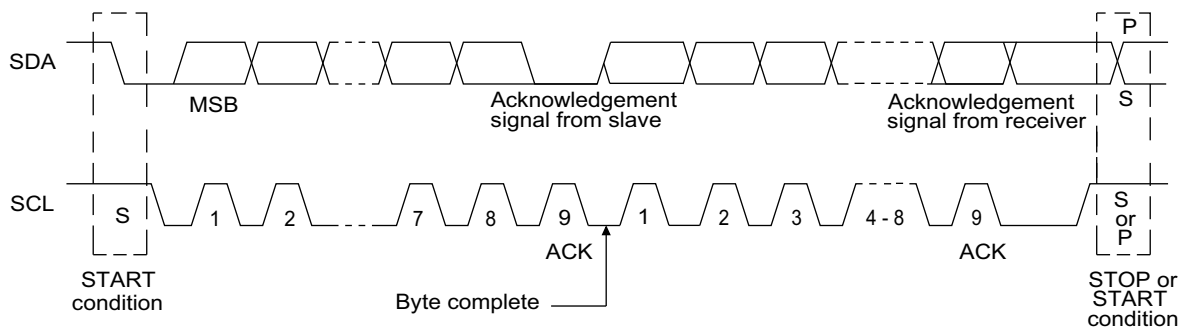 P
SDA
MSB
Acknowledgement
signal from slave
Acknowledgement
signal from receiver
S
SCL
S
1
2
7
8
9
1
2
3
4 - 8
9
S
or
P
ACK
ACK
START
condition
Byte complete
STOP or
START
condition